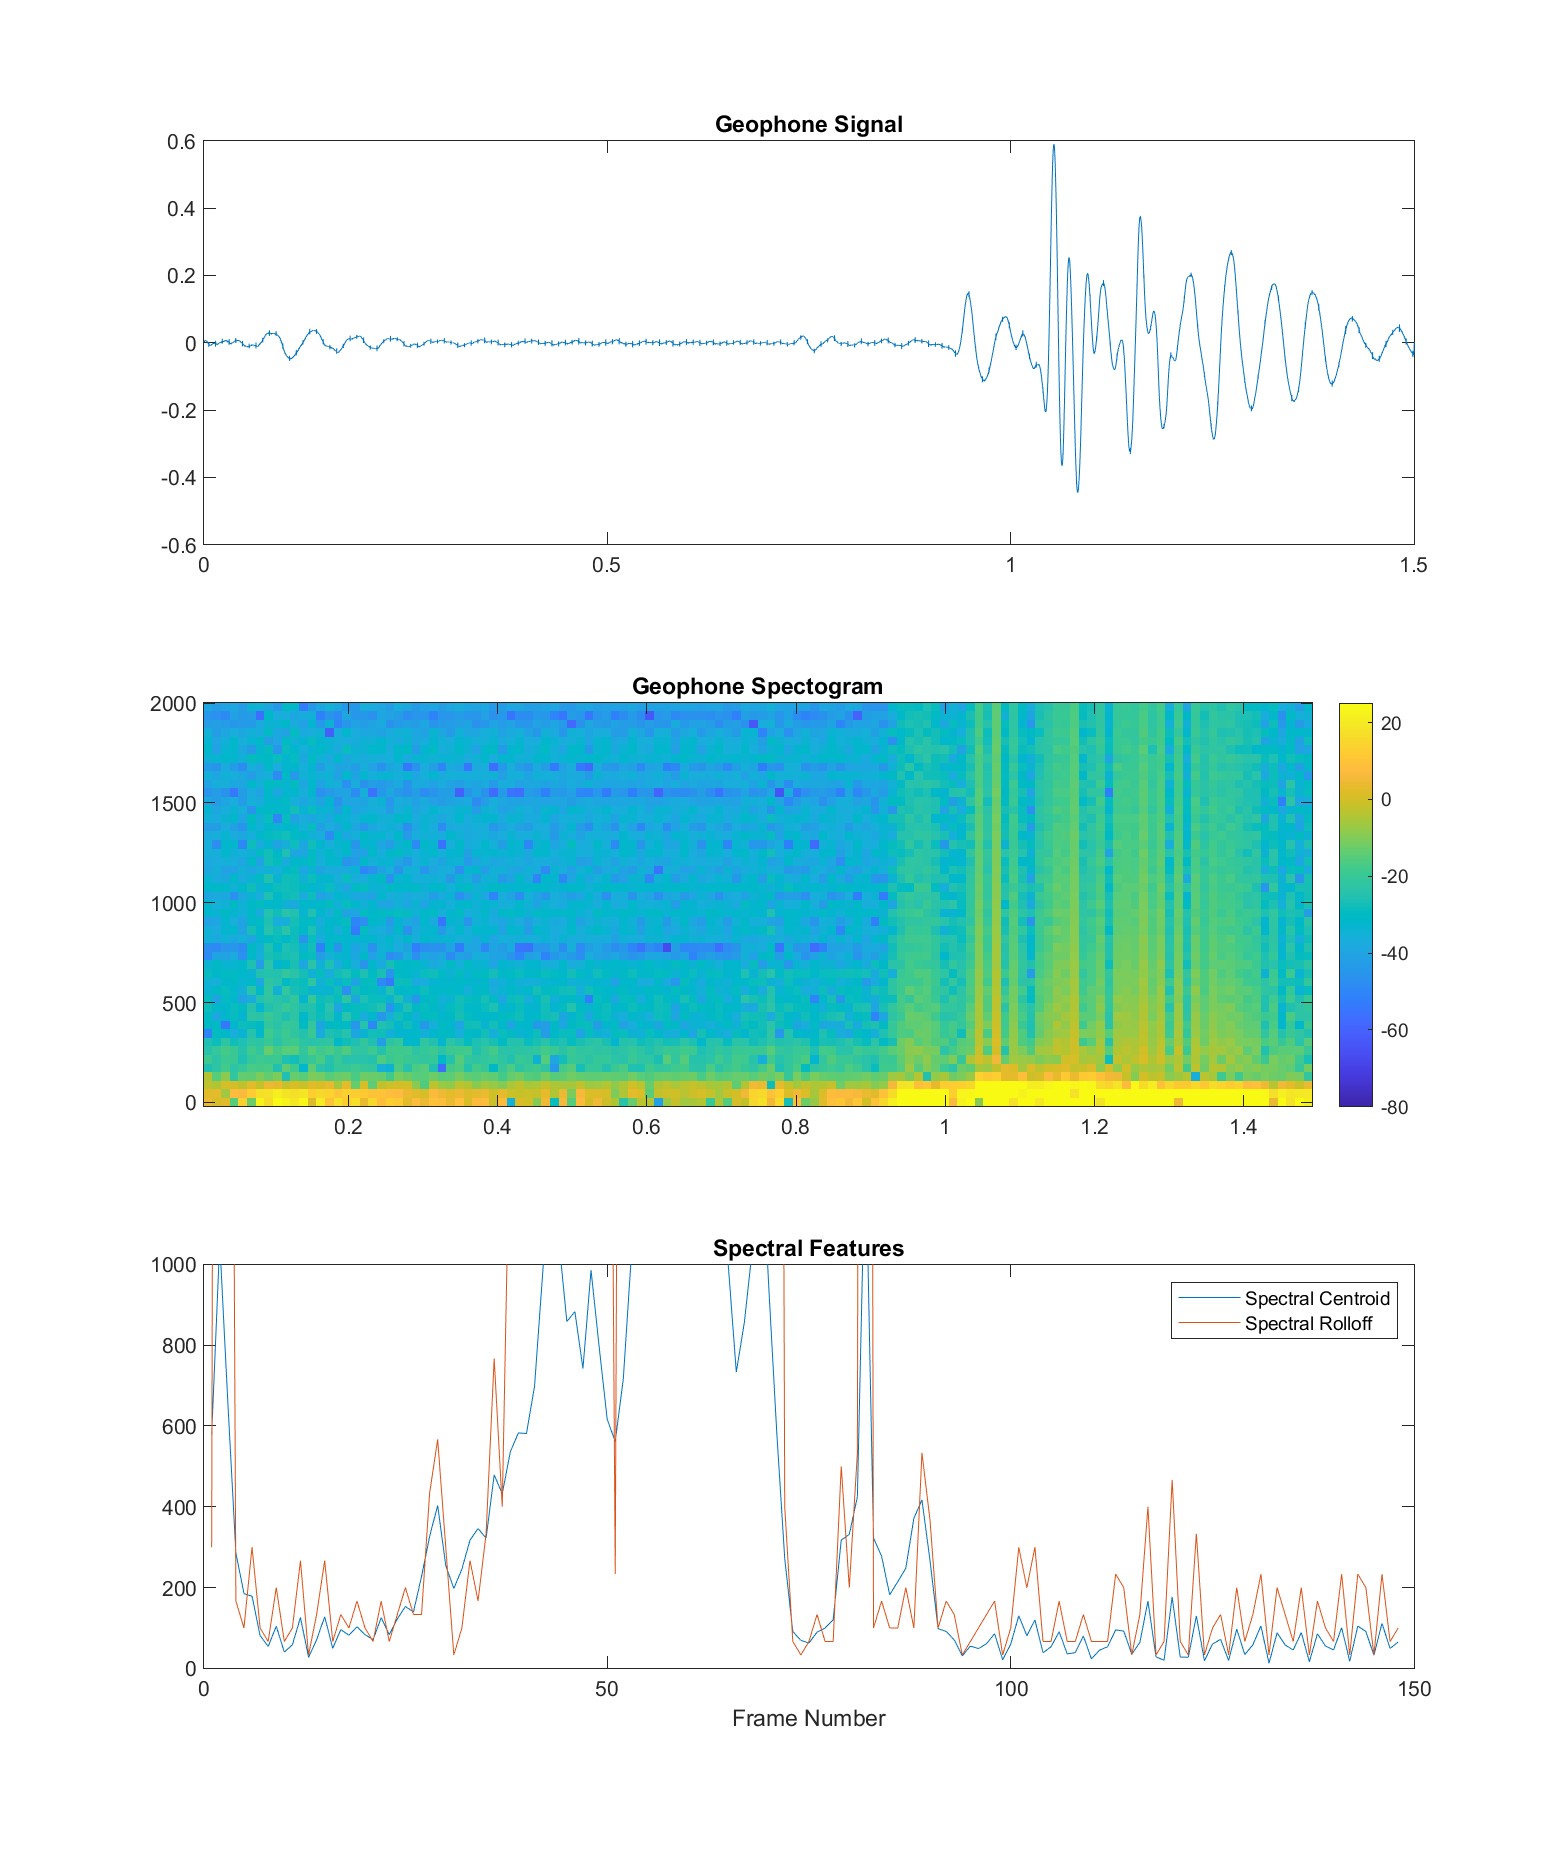 Geophone Signal
0.6
0.4
0.2
0
-0.2
-0.4
-0.6
0 0.5 1 1.5
Geophone Spectogram
2000
1500
1000
500
0
0.2 0.4 0.6 0.8 1 1.2 1.4
20
0
-20
-40
-60
-80
Spectral Features
1000
800
600
400
200
0
Spectral Centroid
Spectral Rolloff
0 50 100 150
Frame Number